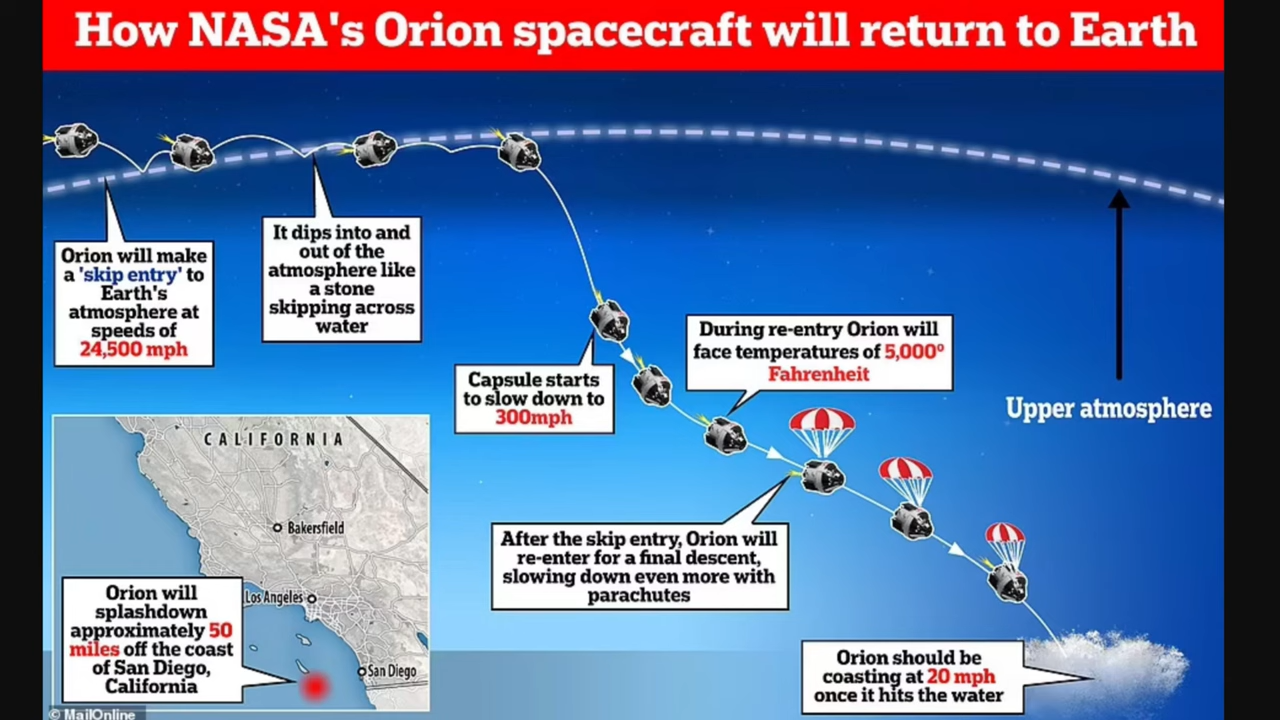 How NASA's Orion spacecraft will return to Earth
Orion will make
a 'skip entry' to
Earth's
atmosphere at
speeds of
24,500 mph
It dips into and
out of the
atmosphere like
a stone
skipping across
water
Capsule starts
to slow down to
300mph
During re-entry Orion will
face temperatures of 5,000º
Fahrenheit
Upper atmosphere
After the skip entry, Orion will
re-enter for a final descent,
slowing down even more with
parachutes
Orion should be
coasting at 20 mph
once it hits the water
CALIFORNIA
Bakersfield
Los Angeles
San Diego
Orion will
splashdown
approximately 50
miles off the coast
of San Diego,
California
© MailOnline